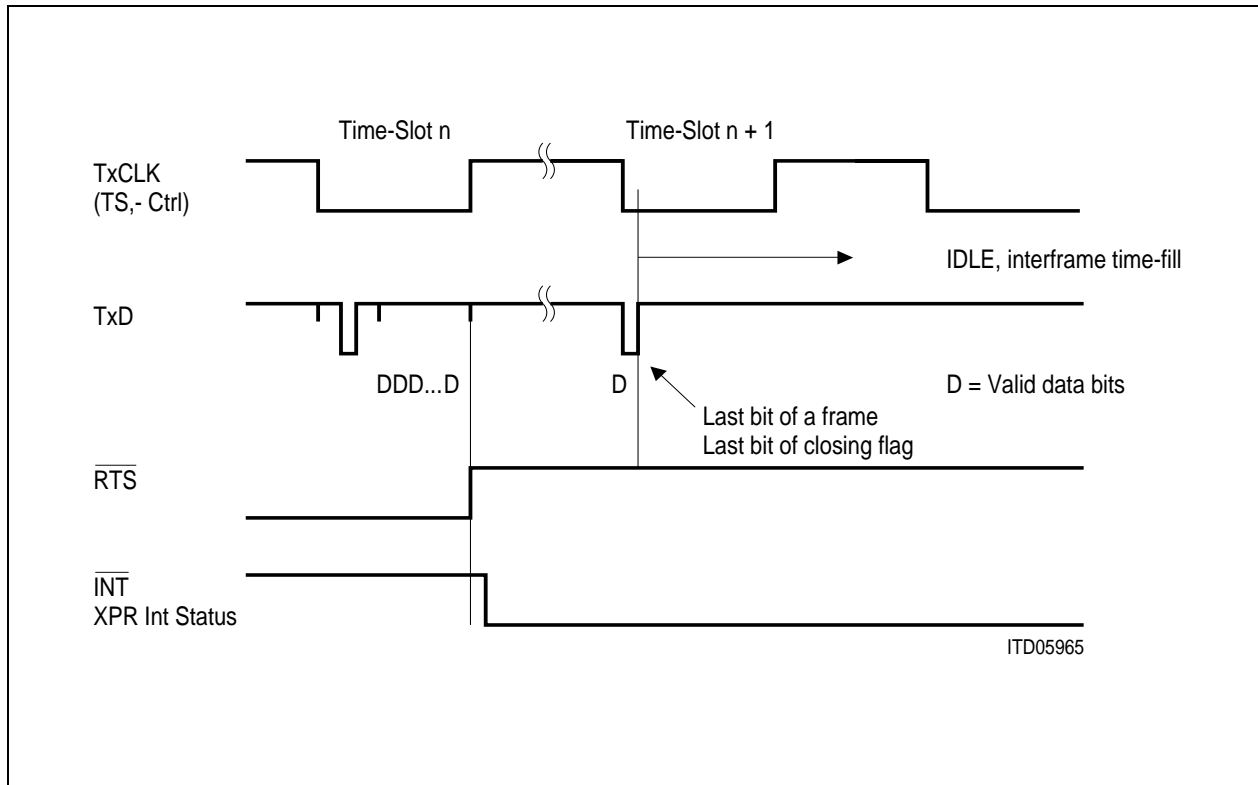 Time-Slot n
Time-Slot n + 1
TxCLK
(TS,- Ctrl)
IDLE, interframe time-fill
TxD
DDD...D
D
D = Valid data bits
Last bit of a frame
Last bit of closing flag
RTS
INT
XPR Int Status
ITD05965